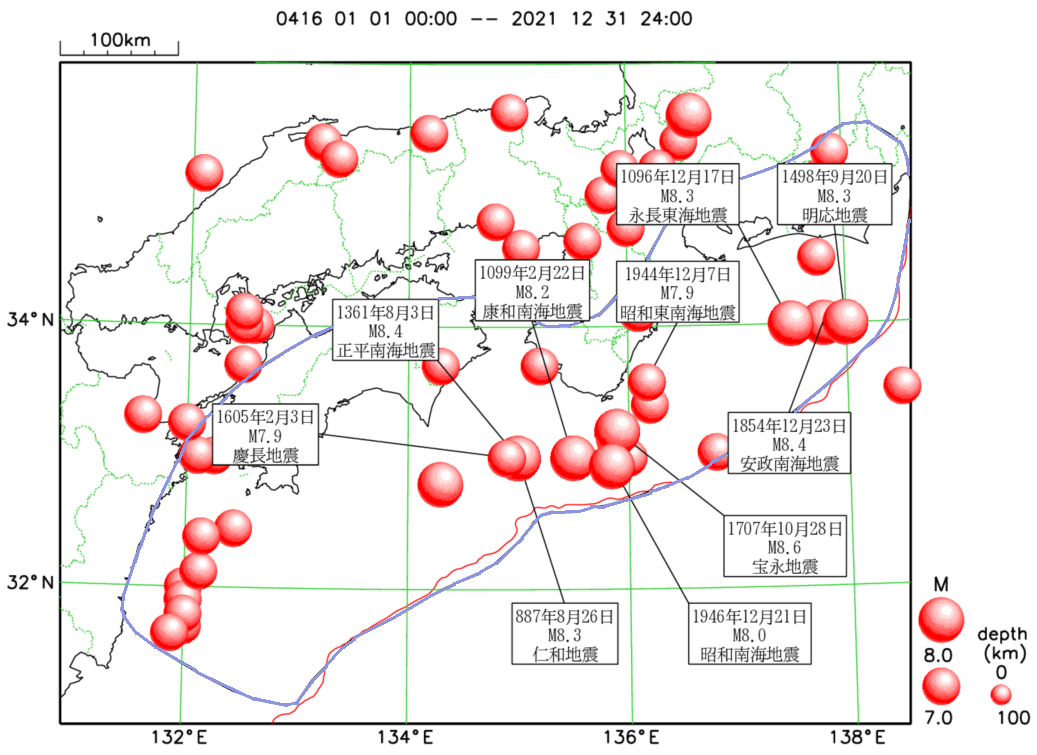 0416 01 01 00:00 -- 2021 12 31 24:00
100km
1096年12月17日
M8.3
永長東海地震
1498年9月20日
M8.3
明応地震
1099年2月22日
M8.2
康和南海地震
1944年12月7日
M7.9
昭和東南海地震
1361年8月3日
M8.4
正平南海地震
34°N
1605年2月3日
M7.9
慶長地震
1854年12月23日
M8.4
安政南海地震
1707年10月28日
M8.6
宝永地震
32°N
887年8月26日
M8.3
仁和地震
1946年12月21日
M8.0
昭和南海地震
M
8.0
7.0
depth
(km)
0
100
132°E
134°E
136°E
138°E